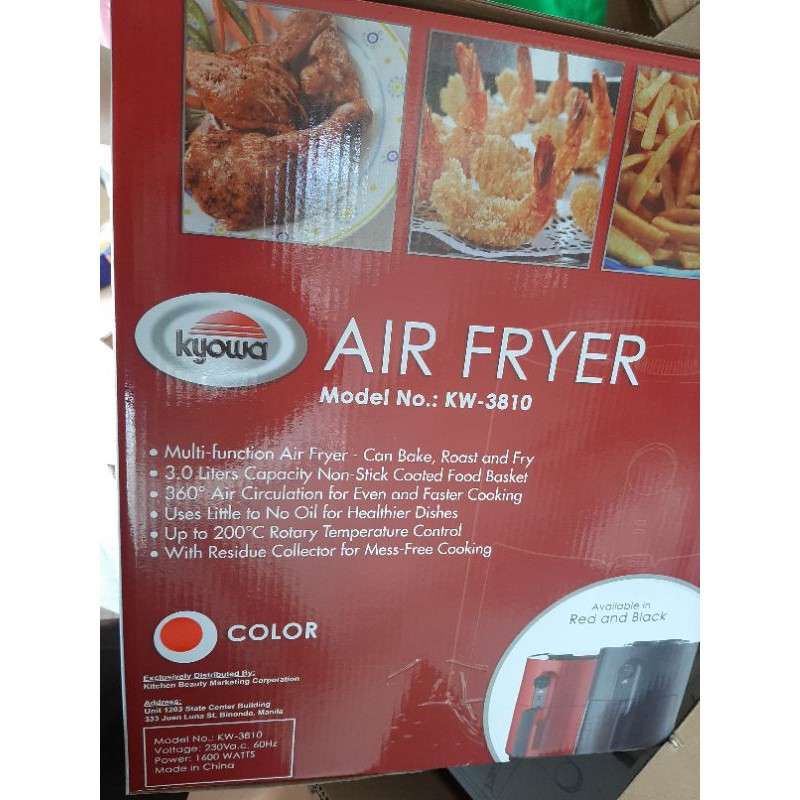 kyowa
AIR FRYER
Model No.: KW-3810
• Multi-function Air Fryer - Can Bake, Roast and Fry
• 3.0 Liters Capacity Non-Stick Coated Food Basket
• 360° Air Circulation for Even and Faster Cooking
• Uses Little to No Oil for Healthier Dishes
• Up to 200°C Rotary Temperature Control
• With Residue Collector for Mess-Free Cooking
Available in
Red and Black
COLOR
Exclusively Distributed By:
Kitchen Beauty Marketing Corporation
Address:
Unit 1203 State Center Building
333 Juan Luna St. Binondo, Manila
Model No.: KW-3810
Voltage: 230Va.c. 60Hz
Power: 1600 WATTS
Made in China